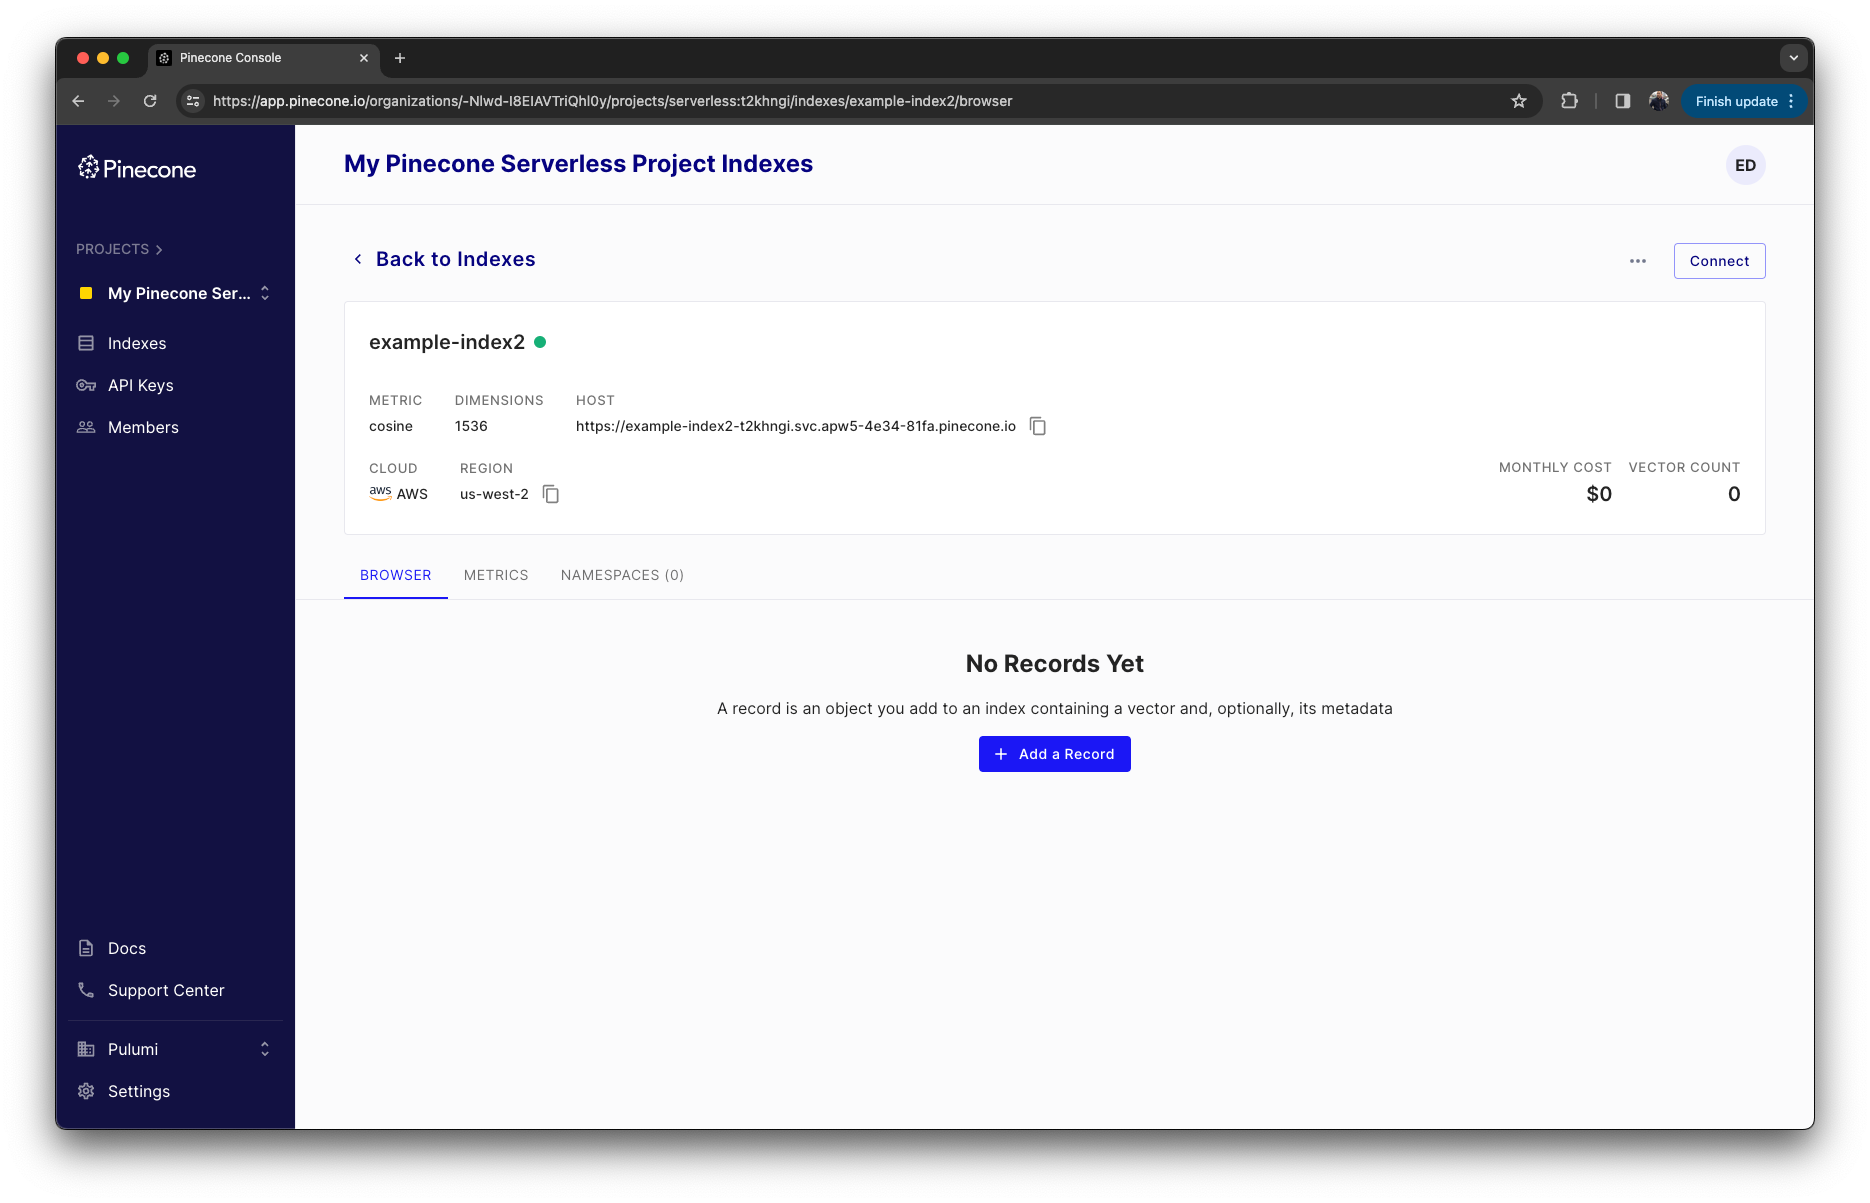 Pinecone Console
https://app.pinecone.io/organizations/-Nlwd-I8EIAVTriQhl0y/projects/serverless:t2khngi/indexes/example-index2/browser
Finish update
Pinecone
My Pinecone Serverless Project Indexes
ED
PROJECTS
My Pinecone Ser...
Indexes
API Keys
Members
Back to Indexes
Connect
example-index2
METRIC DIMENSIONS HOST
cosine 1536 https://example-index2-t2khngi.svc.apw5-4e34-81fa.pinecone.io
CLOUD REGION MONTHLY COST VECTOR COUNT
aws AWS us-west-2 $0 0
BROWSER METRICS NAMESPACES (0)
No Records Yet
A record is an object you add to an index containing a vector and, optionally, its metadata
+ Add a Record
Docs
Support Center
Pulumi
Settings